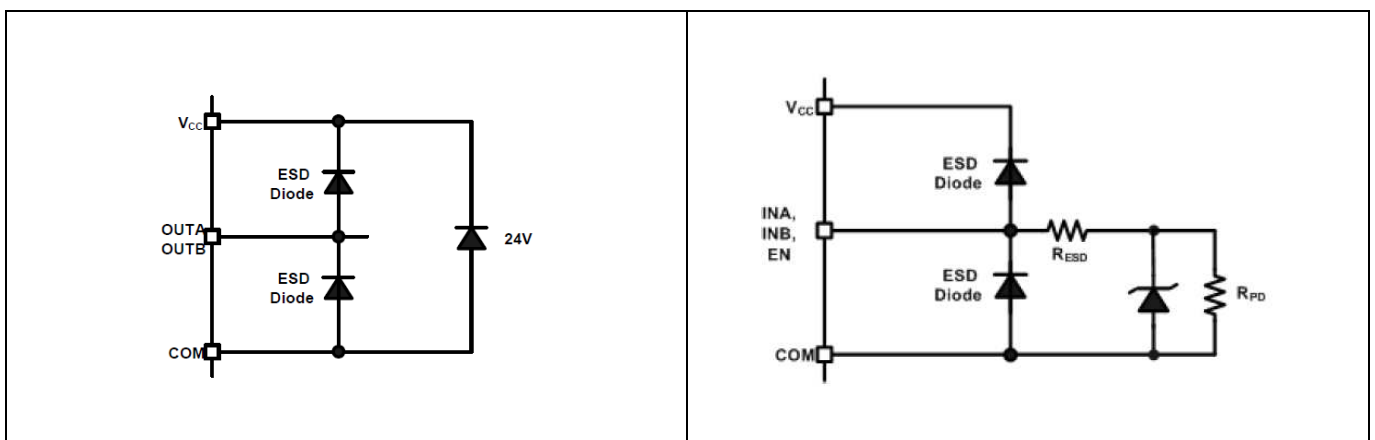 VCC
ESD
Diode
OUTA
OUTB
24V
ESD
Diode
COM
VCC
ESD
Diode
INA,
INB,
EN
RESD
ESD
Diode
RPD
COM